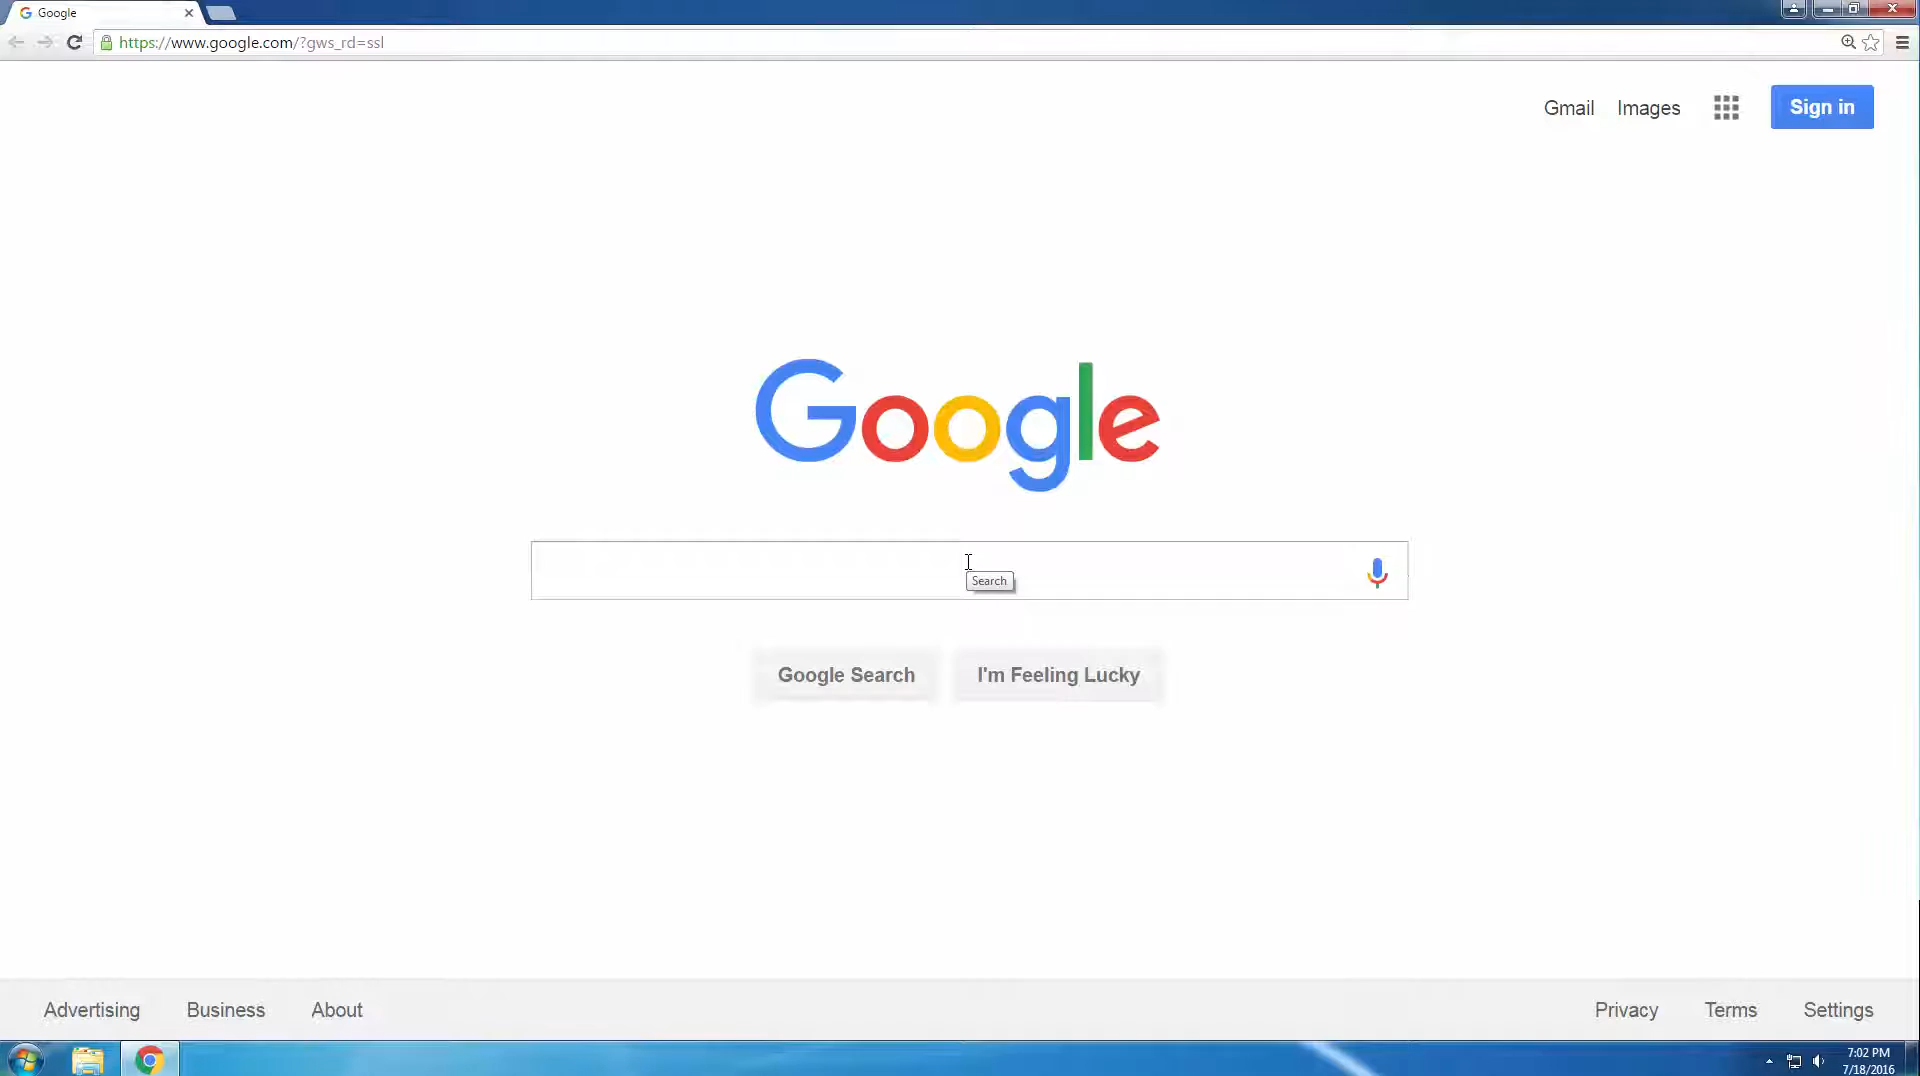 Google
https://www.google.com/?gws_rd=ssl
Gmail Images Sign in
Google
Search
Google Search I'm Feeling Lucky
Advertising Business About Privacy Terms Settings
7:02 PM
7/18/2016